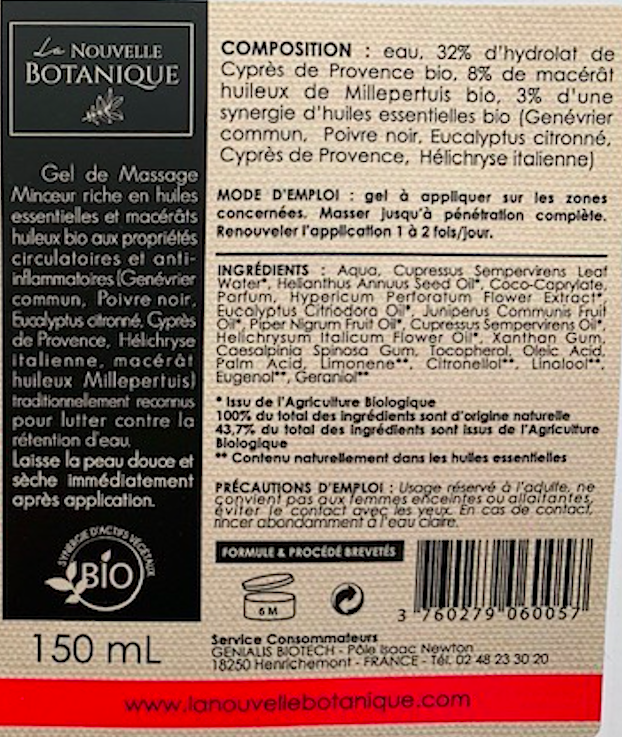 La NOUVELLE
BOTANIQUE
Gel de Massage
Minceur riche en huiles
essentielles et macérâts
huileux bio aux propriétés
circulatoires et anti-
inflammatoires (Genévrier
commun, Poivre noir,
Eucalyptus citronné, Cyprès
de Provence, Hélichryse
italienne, macérât
huileux Millepertuis)
traditionnellement reconnus
pour lutter contre la
rétention d'eau.
Laisse la peau douce et
sèche immédiatement
après application.
SYNERGIE D'ACTIFS VÉGÉTAUX
BIO
150 mL
COMPOSITION : eau, 32% d'hydrolat de
Cyprès de Provence bio, 8% de macérât
huileux de Millepertuis bio, 3% d'une
synergie d'huiles essentielles bio (Genévrier
commun, Poivre noir, Eucalyptus citronné,
Cyprès de Provence, Hélichryse italienne)
MODE D'EMPLOI : gel à appliquer sur les zones
concernées. Masser jusqu'à pénétration complète.
Renouveler l'application 1 à 2 fois/jour.
INGRÉDIENTS : Aqua, Cupressus Sempervirens Leaf
Water*, Helianthus Annuus Seed Oil*, Coco-Caprylate,
Parfum, Hypericum Perforatum Flower Extract*,
Eucalyptus Citriodora Oil*, Juniperus Communis Fruit
Oil*, Piper Nigrum Fruit Oil*, Cupressus Sempervirens Oil*,
Helichrysum Italicum Flower Oil*, Xanthan Gum,
Caesalpinia Spinosa Gum, Tocopherol, Oleic Acid,
Palm Acid, Limonene**, Citronellol**, Linalool**,
Eugenol**, Geraniol**
* Issu de l'Agriculture Biologique
100% du total des ingrédients sont d'origine naturelle
43,7% du total des ingrédients sont issus de l'Agriculture
Biologique
** Contenu naturellement dans les huiles essentielles
PRÉCAUTIONS D'EMPLOI : Usage réservé à l'adulte, ne
convient pas aux femmes enceintes ou allaitantes,
éviter le contact avec les yeux. En cas de contact,
rincer abondamment à l'eau claire.
FORMULE & PROCÉDÉ BREVETÉS
6 M
3 760279 060057
Service Consommateurs
GENIALIS BIOTECH - Pôle Isaac Newton
18250 Henrichemont - FRANCE - Tél. 02 48 23 30 20
www.lanouvellebotanique.com